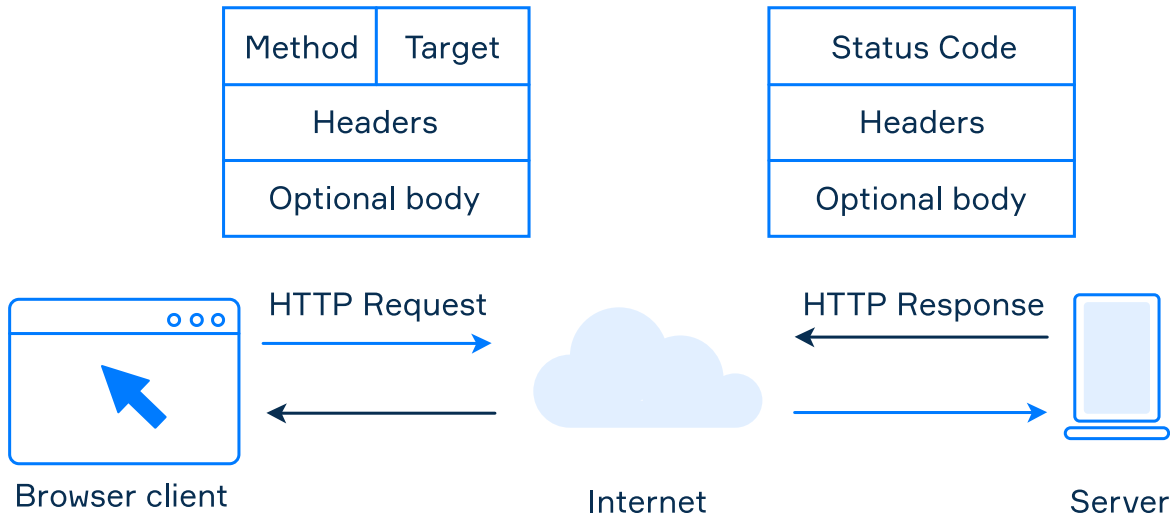 Method Target
Status Code
Headers
Headers
Optional body
Optional body
HTTP Request
HTTP Response
Browser client
Internet
Server